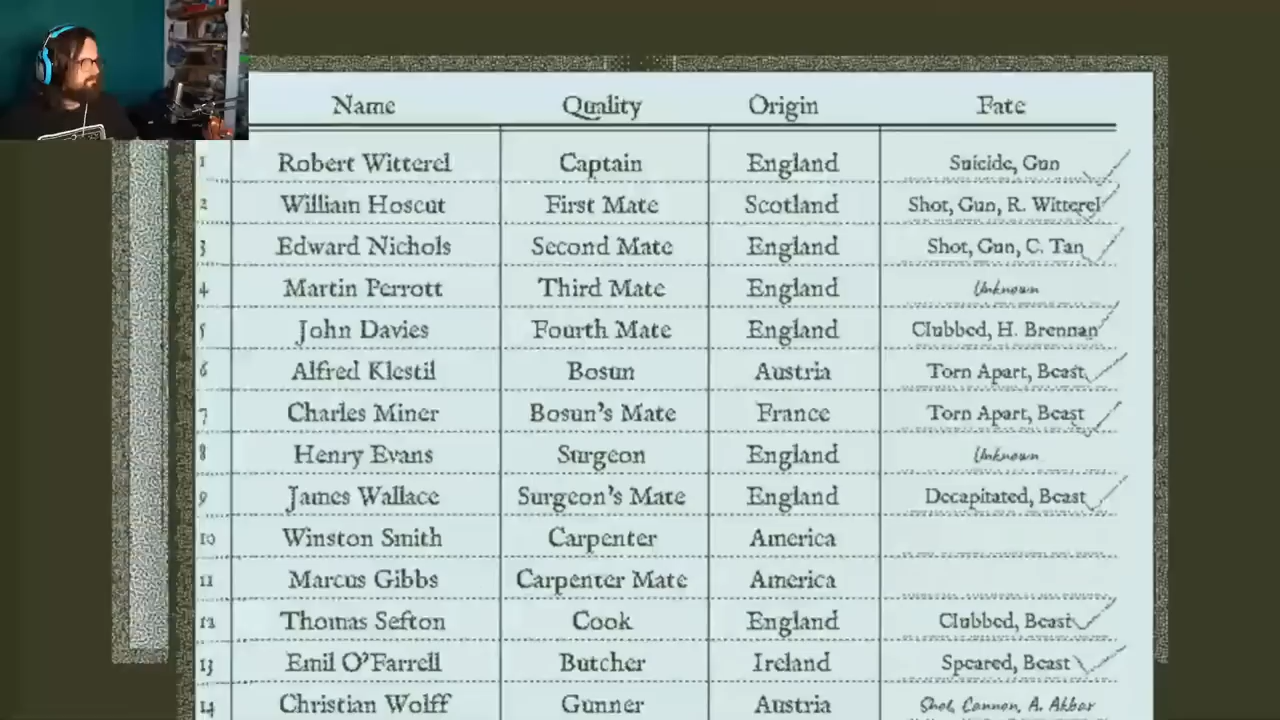 Name Quality Origin Fate
1 Robert Witterel Captain England Suicide, Gun
2 William Hoscut First Mate Scotland Shot, Gun, R. Witterel
3 Edward Nichols Second Mate England Shot, Gun, C. Tan
4 Martin Perrott Third Mate England Unknown
5 John Davies Fourth Mate England Clubbed, H. Brennan
6 Alfred Klestil Bosun Austria Torn Apart, Beast
7 Charles Miner Bosun's Mate France Torn Apart, Beast
8 Henry Evans Surgeon England Unknown
9 James Wallace Surgeon's Mate England Decapitated, Beast
10 Winston Smith Carpenter America
11 Marcus Gibbs Carpenter Mate America
12 Thomas Sefton Cook England Clubbed, Beast
13 Emil O'Farrell Butcher Ireland Speared, Beast
14 Christian Wolff Gunner Austria Shot, Cannon, A. Akbar